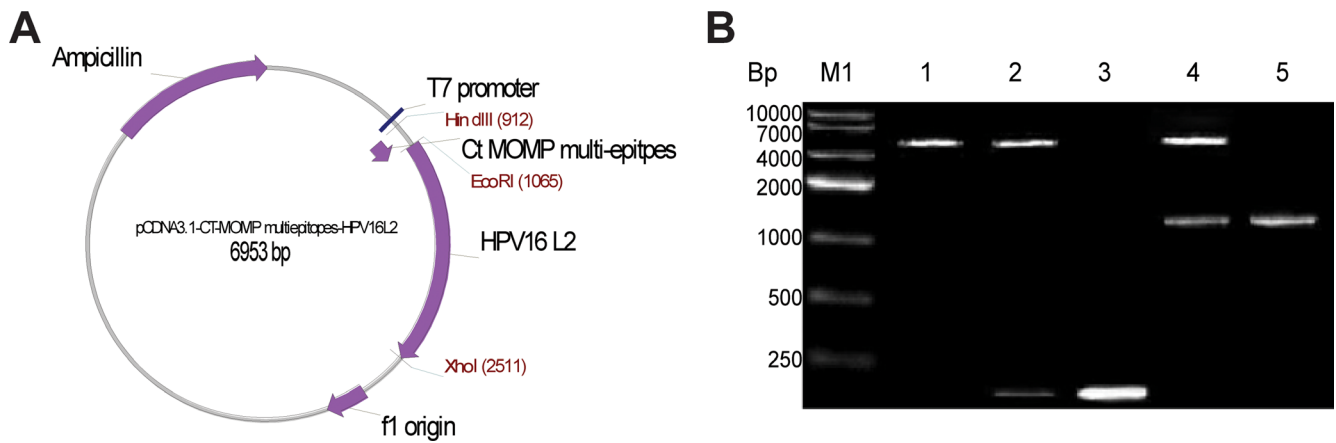 A
Ampicillin
T7 promoter
Hin dIII (912)
Ct MOMP multi-epitpes
EcoRI (1065)
pCDNA3.1-CT-MOMP multiepitopes-HPV16L2
6953 bp
HPV16 L2
XhoI (2511)
f1 origin
B
Bp M1 1 2 3 4 5
10000
7000
4000
2000
1000
500
250